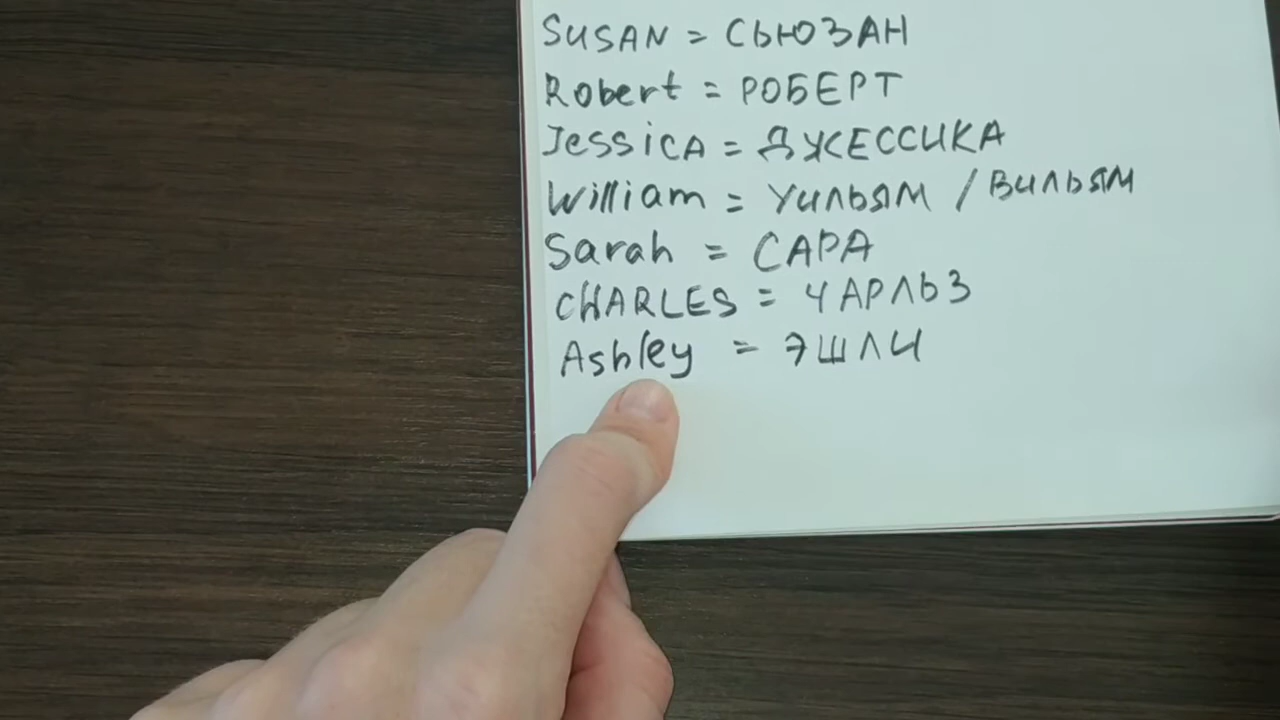 SUSAN = СЬЮЗАН
Robert = РОБЕРТ
JessicA = ДЖЕССИКА
William = УИЛЬЯМ / ВИЛЬЯМ
Sarah = САРА
CHARLES = ЧАРЛЬЗ
Ashley = ЭШЛИ